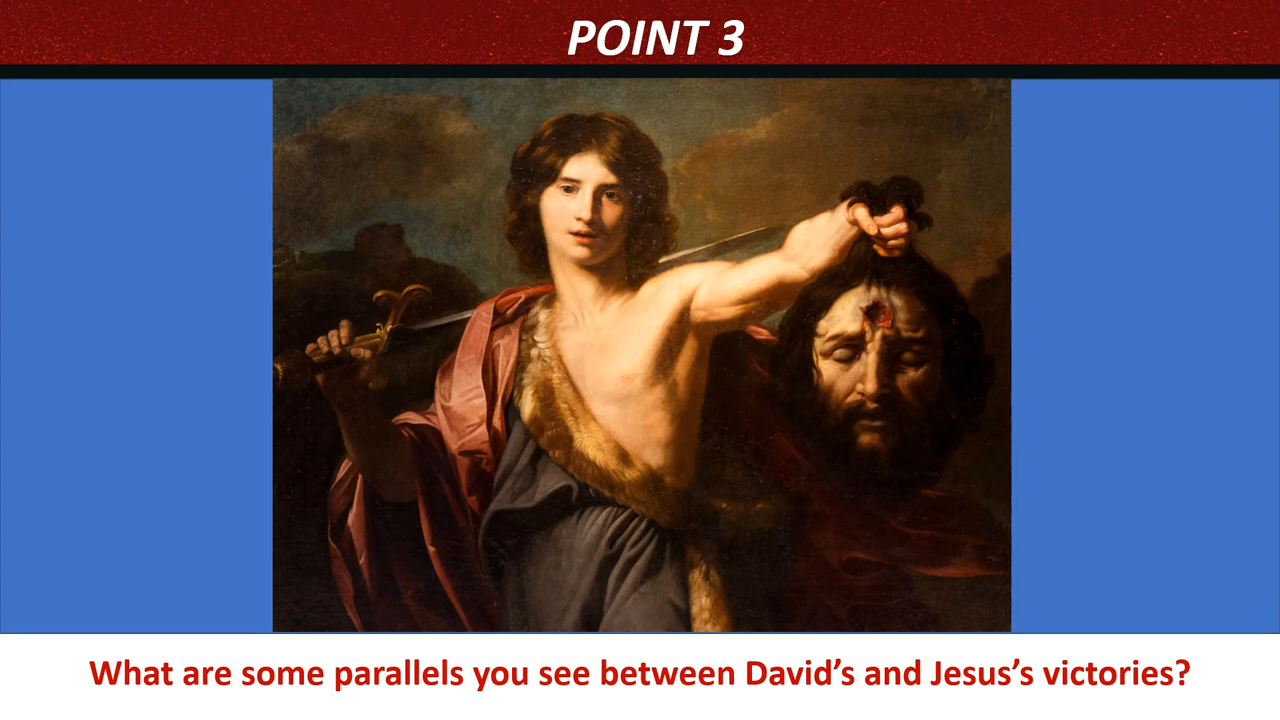 POINT 3
What are some parallels you see between David’s and Jesus’s victories?